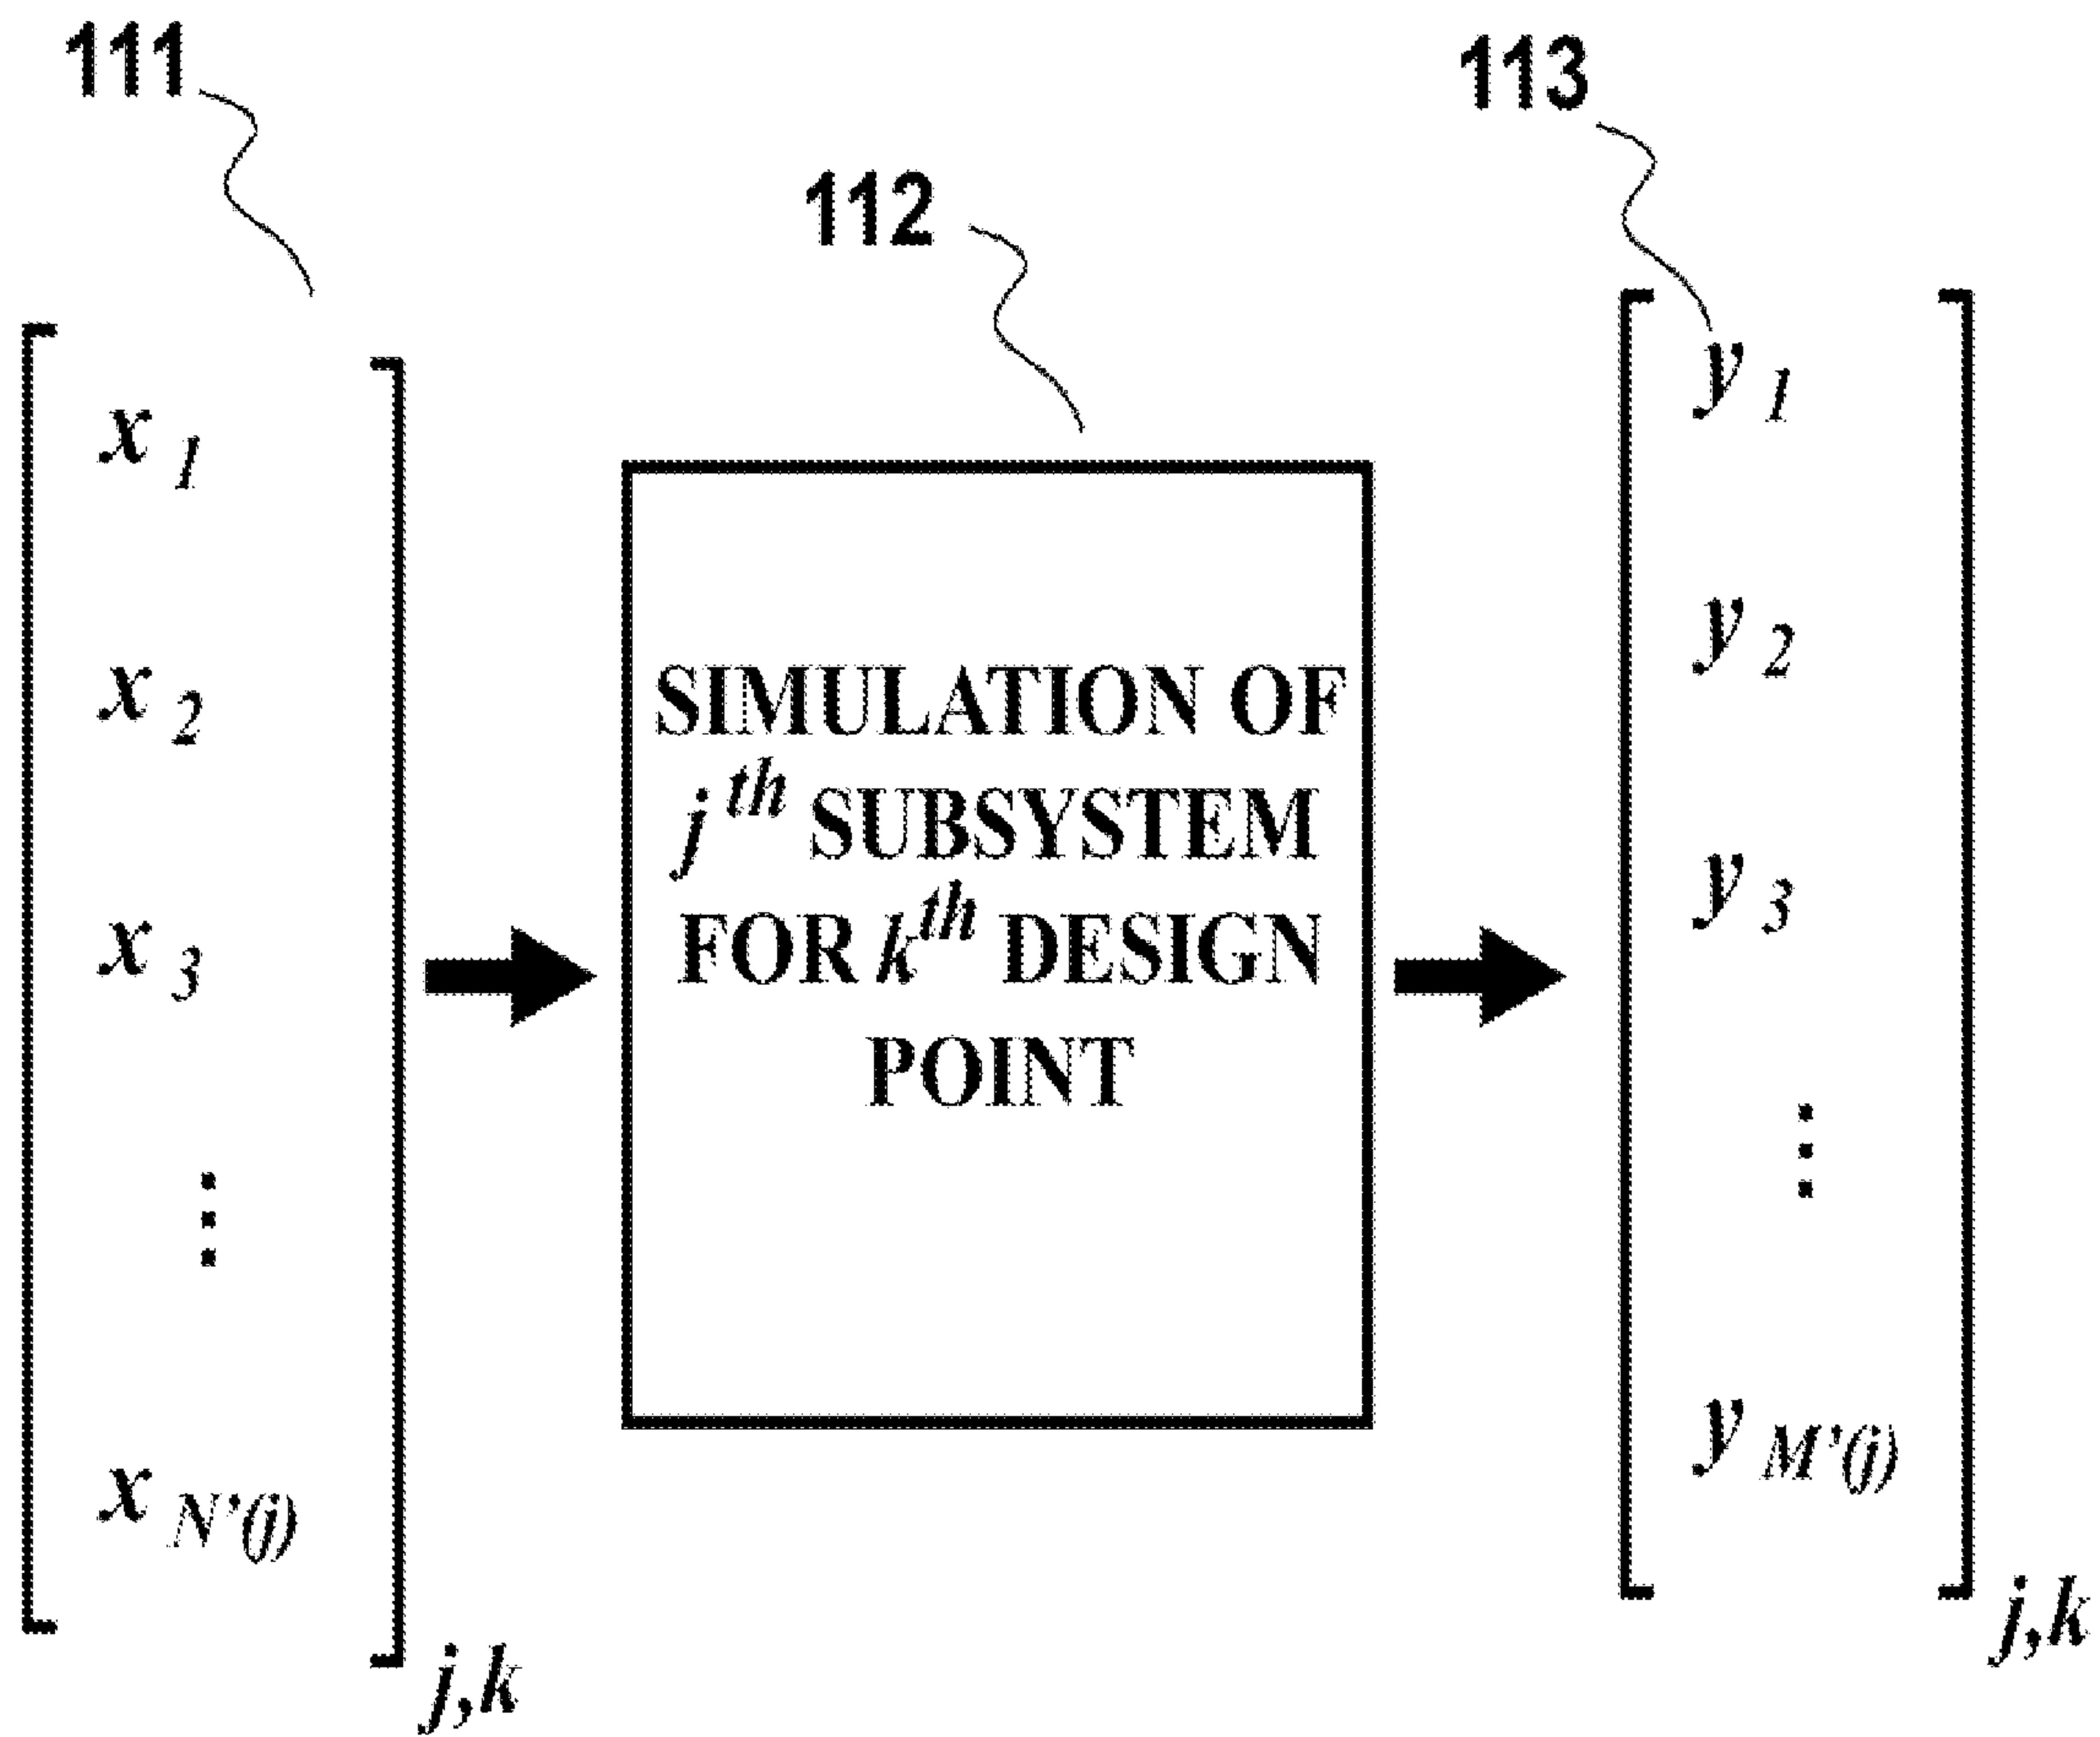 111
112
113
x 1
x 2
x 3
⋮
x N'(j)
j,k
SIMULATION OF
j th SUBSYSTEM
FOR k th DESIGN
POINT
y 1
y 2
y 3
⋮
y M'(j)
j,k